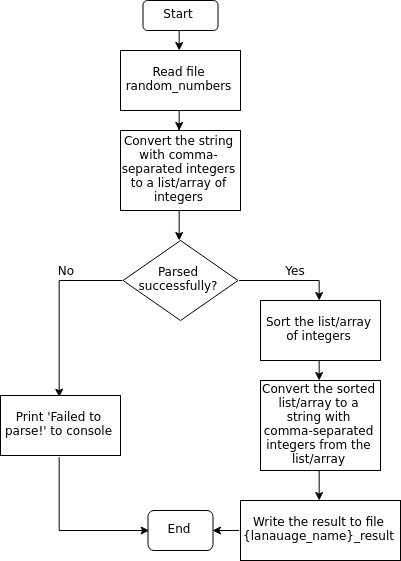 Start
Read file
random_numbers
Convert the string
with comma-
separated integers
to a list/array of
integers
Parsed
successfully?
No
Yes
Sort the list/array
of integers
Print 'Failed to
parse!' to console
Convert the sorted
list/array to a
string with
comma-separated
integers from the
list/array
Write the result to file
{lanauage_name}_result
End